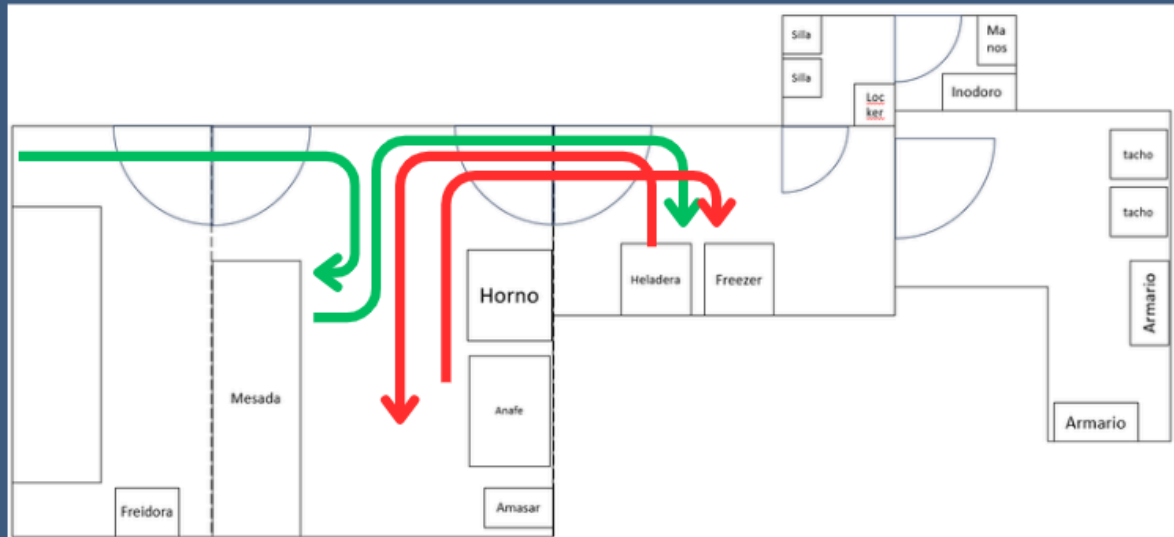 Silla
Silla
Ma
nos
Loc
ker
Inodoro
tacho
tacho
Horno
Heladera
Freezer
Armario
Mesada
Anafe
Armario
Freidora
Amasar